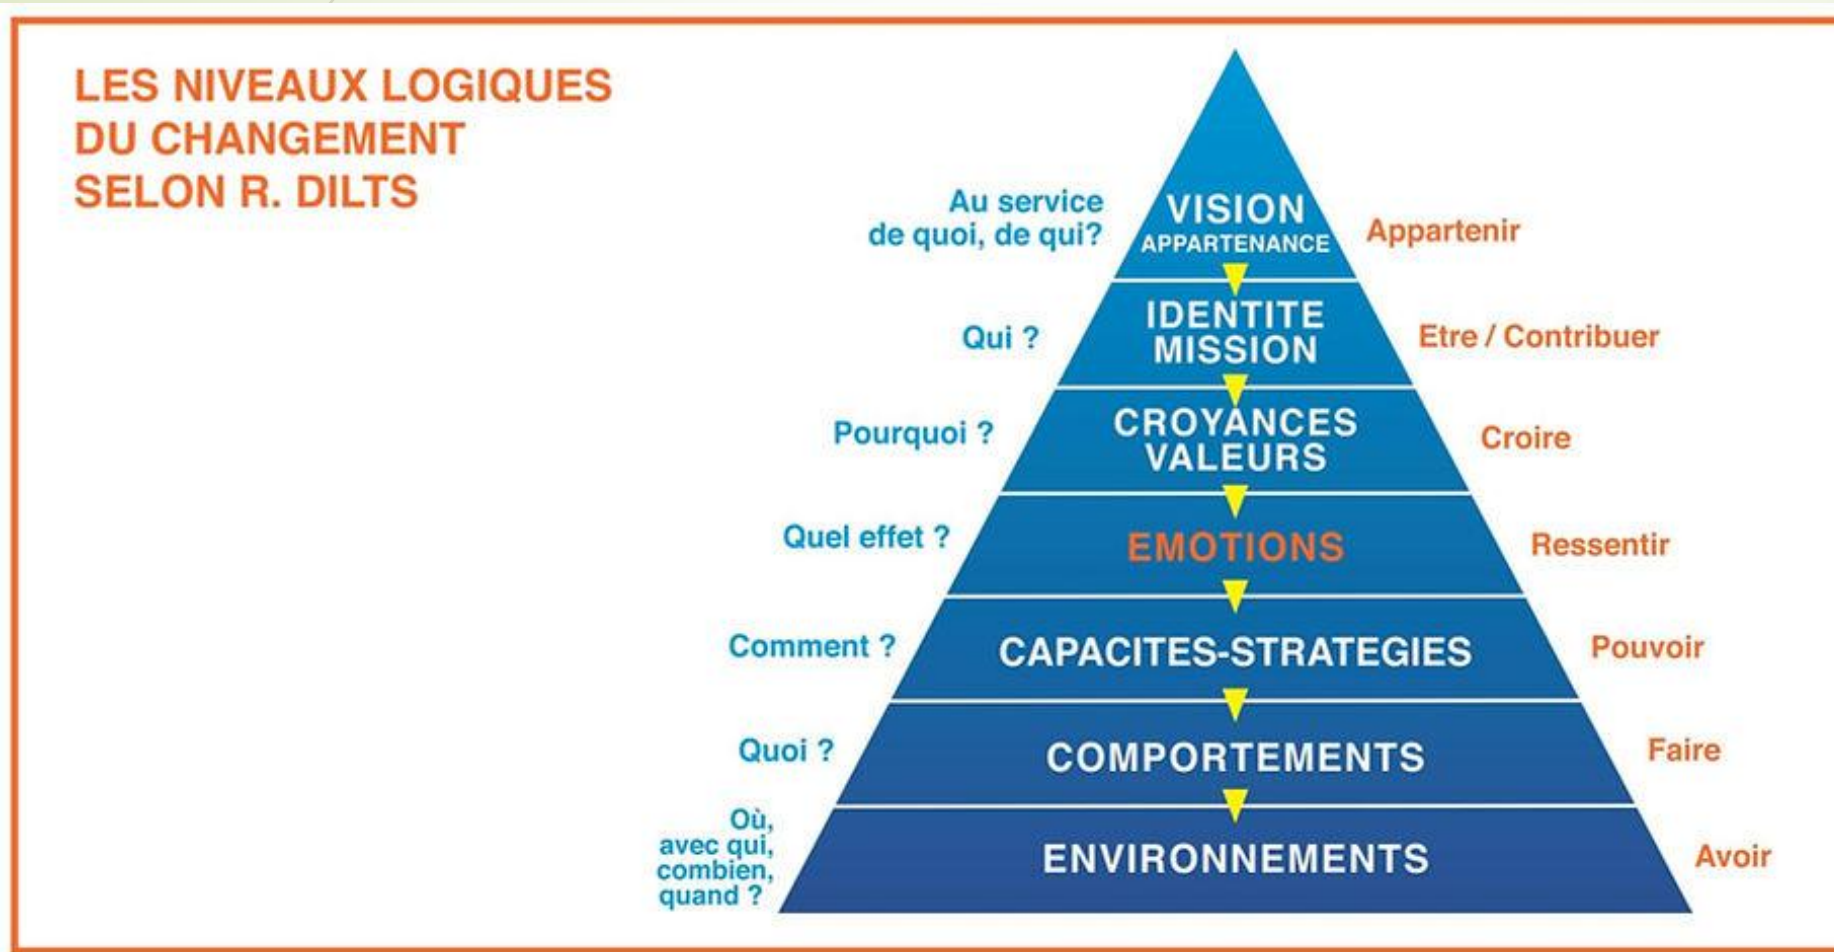 LES NIVEAUX LOGIQUES
DU CHANGEMENT
SELON R. DILTS
Au service
de quoi, de qui?
VISION
APPARTENANCE
Appartenir
Qui ?
IDENTITE
MISSION
Etre / Contribuer
Pourquoi ?
CROYANCES
VALEURS
Croire
Quel effet ?
EMOTIONS
Ressentir
Comment ?
CAPACITES-STRATEGIES
Pouvoir
Quoi ?
COMPORTEMENTS
Faire
Où,
avec qui,
combien,
quand ?
ENVIRONNEMENTS
Avoir